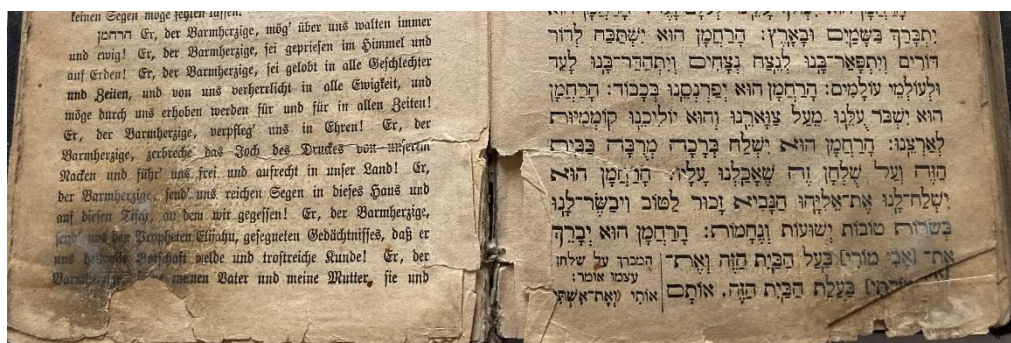 keinen Segen möge fehlen lassen.
הרחמן Er, der Barmherzige, mög' über uns walten immer
und ewig! Er, der Barmherzige, sei gepriesen im Himmel und
auf Erden! Er, der Barmherzige, sei gelobt in alle Geschlechter
und Zeiten, und von uns verherrlicht in alle Ewigkeit, und
möge durch uns erhoben werden für und für in allen Zeiten!
Er, der Barmherzige, verpfleg' uns in Ehren! Er, der
Barmherzige, zerbreche das Joch des Druckes von unserm
Nacken und führ' uns frei und aufrecht in unser Land! Er,
der Barmherzige, send' uns reichen Segen in dieses Haus und
auf diesen Tisch, an dem wir gegessen! Er, der Barmherzige,
send' uns den Propheten Elijahu, gesegneten Gedächtnisses, daß er
uns Botschaft melde und trostreiche Kunde! Er, der
Barmherzige, meinen Vater und meine Mutter, sie und
יִתְבָּרַךְ בַּשָּׁמַיִם וּבָאָרֶץ: הָרַחֲמָן הוּא יִשְׁתַּבַּח לְדוֹר
דּוֹרִים וְיִתְפָּאַר־בָּנוּ לְנֵצַח נְצָחִים וְיִתְהַדַּר־בָּנוּ לָעַד
וּלְעוֹלְמֵי עוֹלָמִים: הָרַחֲמָן הוּא יְפַרְנְסֵנוּ בְּכָבוֹד: הָרַחֲמָן
הוּא יִשְׁבֹּר עֻלֵּנוּ מֵעַל צַוָּארֵנוּ וְהוּא יוֹלִיכֵנוּ קוֹמְמִיּוּת
לְאַרְצֵנוּ: הָרַחֲמָן הוּא יִשְׁלַח בְּרָכָה מְרֻבָּה בַּבַּיִת
הַזֶּה וְעַל שֻׁלְחָן זֶה שֶׁאָכַלְנוּ עָלָיו: הָרַחֲמָן הוּא
יִשְׁלַח־לָנוּ אֶת־אֵלִיָּהוּ הַנָּבִיא זָכוּר לַטּוֹב וִיבַשֶּׂר־לָנוּ
בְּשׂרוֹת טוֹבוֹת יְשׁוּעוֹת וְנֶחָמוֹת: הָרַחֲמָן הוּא יְבָרֵךְ
אֶת־(אָבִי מוֹרִי) בַּעַל הַבַּיִת הַזֶּה וְאֶת־ המברך על שלחן
בַּעֲלַת הַבַּיִת הַזֶּה, אוֹתָם עצמו אומר:
אוֹתִי (וְאֶת־אִשְׁתִּי